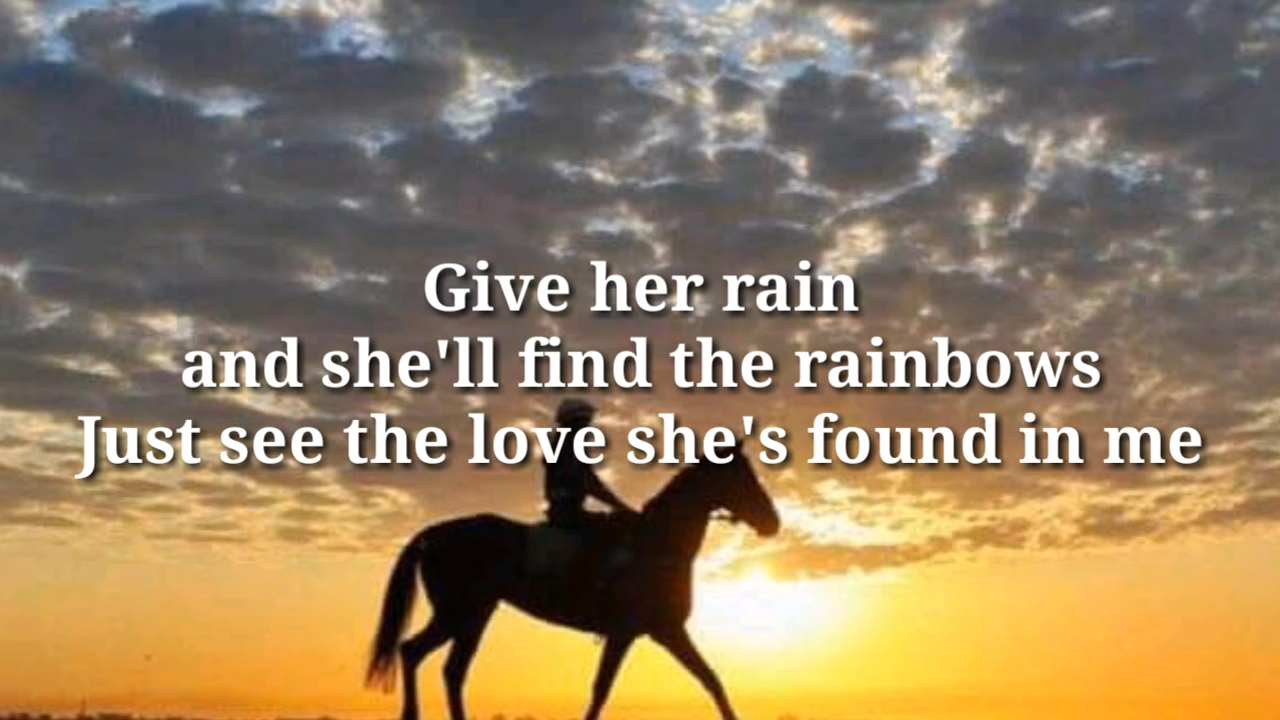 Give her rain
and she'll find the rainbows
Just see the love she's found in me